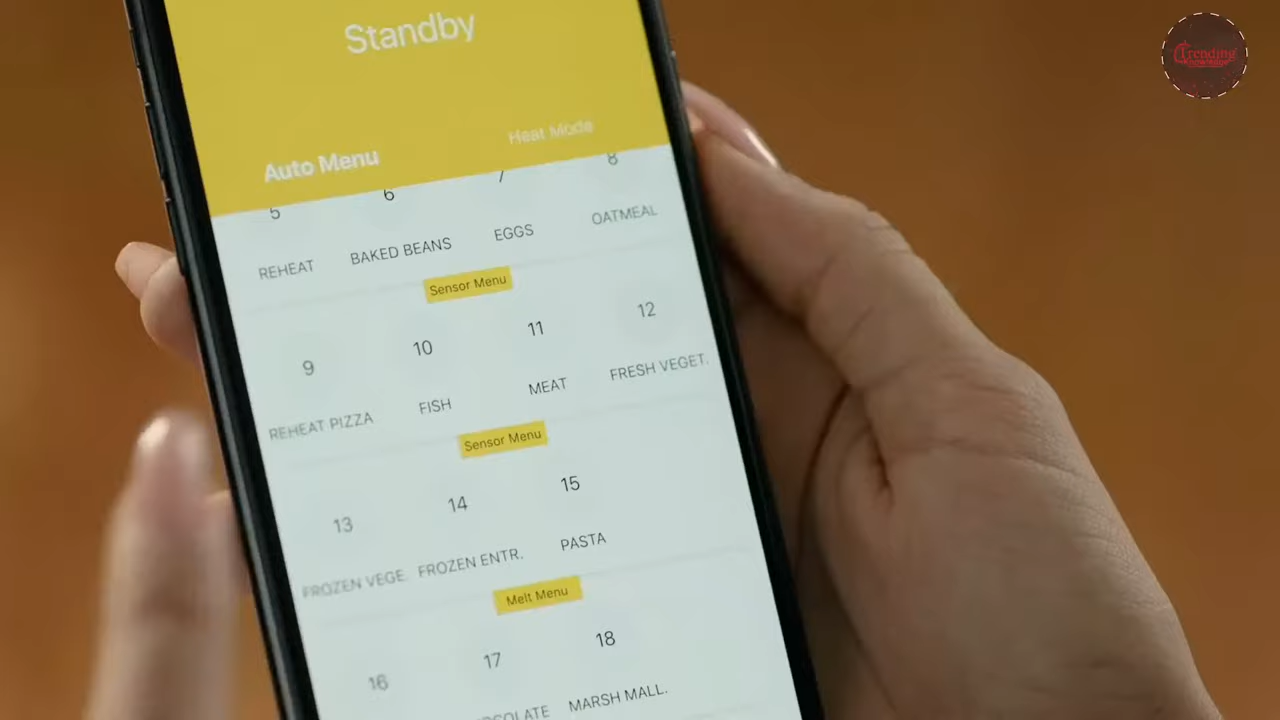 Trending
Knowledge
Standby
Auto Menu Heat Mode
5 6 7 8
REHEAT BAKED BEANS EGGS OATMEAL
Sensor Menu
9 10 11 12
REHEAT PIZZA FISH MEAT FRESH VEGET.
Sensor Menu
13 14 15
FROZEN VEGE. FROZEN ENTR. PASTA
Melt Menu
16 17 18
MARSH MALL.